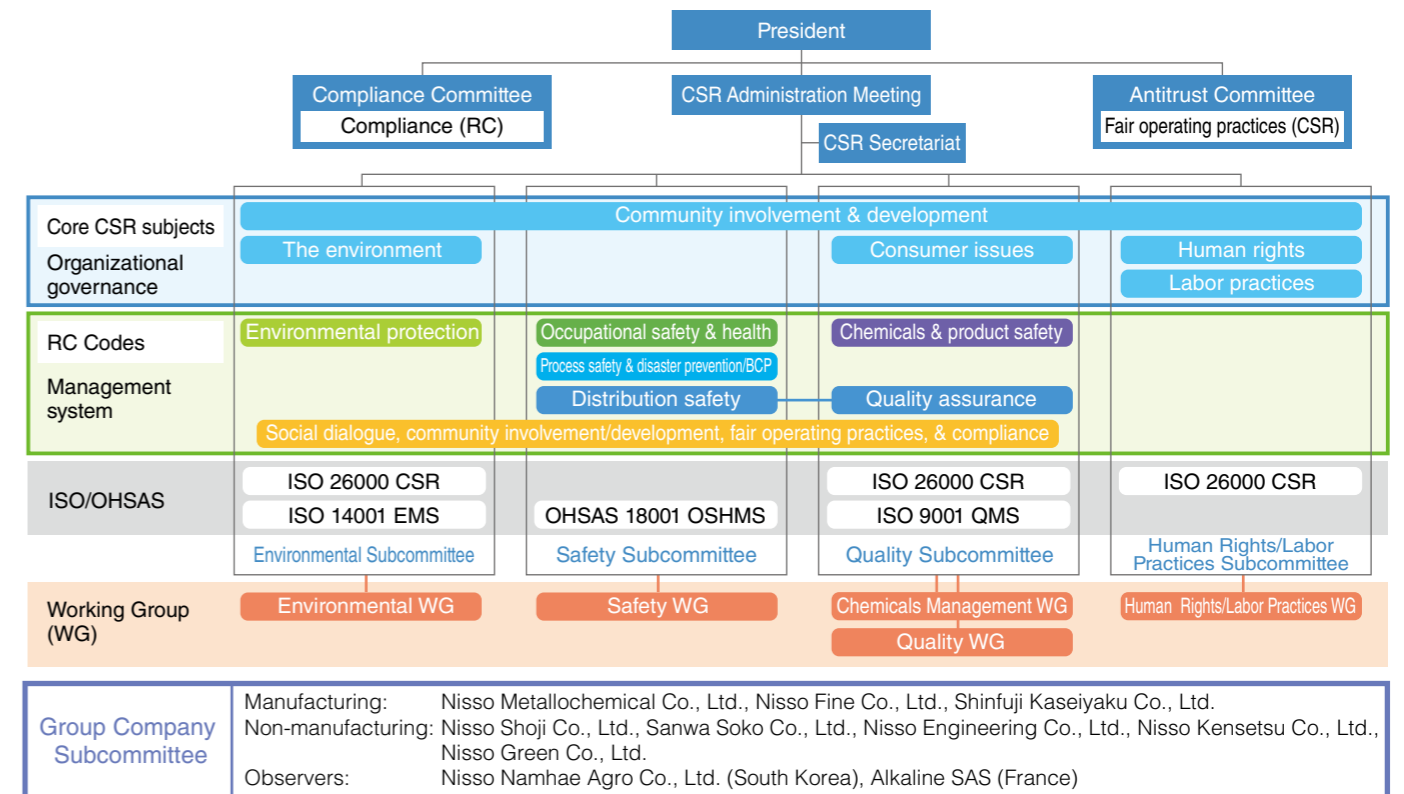 President
Compliance Committee
Compliance (RC)
CSR Administration Meeting
Antitrust Committee
Fair operating practices (CSR)
CSR Secretariat
Core CSR subjects
Organizational
governance
Community involvement & development
The environment
Consumer issues
Human rights
Labor practices
RC Codes
Management
system
Environmental protection
Occupational safety & health
Chemicals & product safety
Process safety & disaster prevention/BCP
Distribution safety
Quality assurance
Social dialogue, community involvement/development, fair operating practices, & compliance
ISO/OHSAS
ISO 26000 CSR
ISO 14001 EMS
OHSAS 18001 OSHMS
ISO 26000 CSR
ISO 9001 QMS
ISO 26000 CSR
Environmental Subcommittee
Safety Subcommittee
Quality Subcommittee
Human Rights/Labor
Practices Subcommittee
Working Group
(WG)
Environmental WG
Safety WG
Chemicals Management WG
Quality WG
Human Rights/Labor Practices WG
Group Company
Subcommittee
Manufacturing: Nisso Metallochemical Co., Ltd., Nisso Fine Co., Ltd., Shinfuji Kaseiyaku Co., Ltd.
Non-manufacturing: Nisso Shoji Co., Ltd., Sanwa Soko Co., Ltd., Nisso Engineering Co., Ltd., Nisso Kensetsu Co., Ltd.,
Nisso Green Co., Ltd.
Observers: Nisso Namhae Agro Co., Ltd. (South Korea), Alkaline SAS (France)